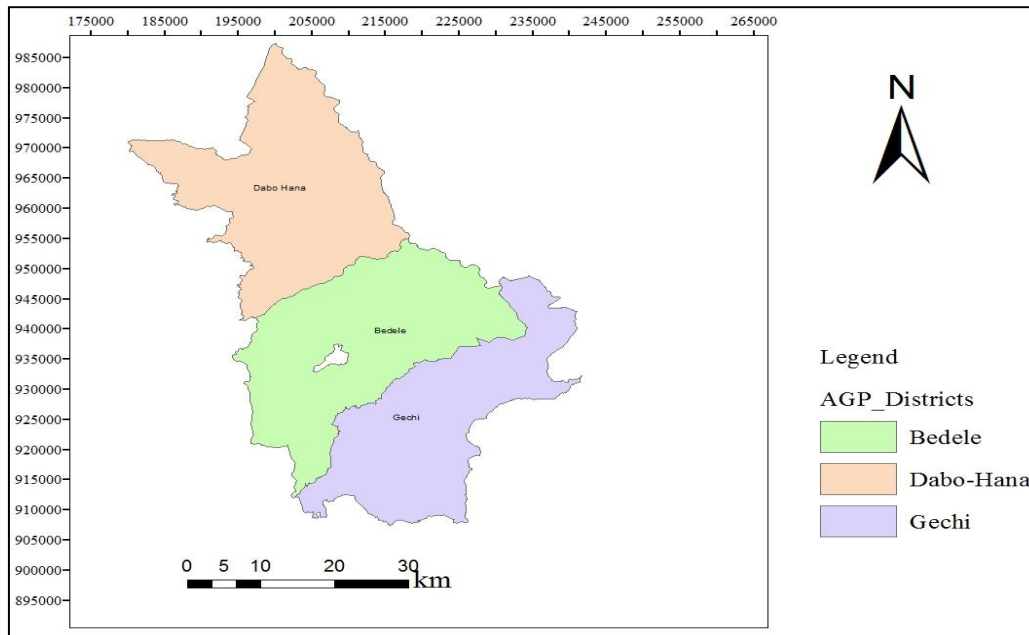 175000 185000 195000 205000 215000 225000 235000 245000 255000 265000
985000
980000
975000
970000
965000
960000
955000
950000
945000
940000
935000
930000
925000
920000
915000
910000
905000
900000
895000
Dabo Hana
Bedele
Gechi
0 5 10 20 30
km
N
Legend
AGP_Districts
Bedele
Dabo-Hana
Gechi